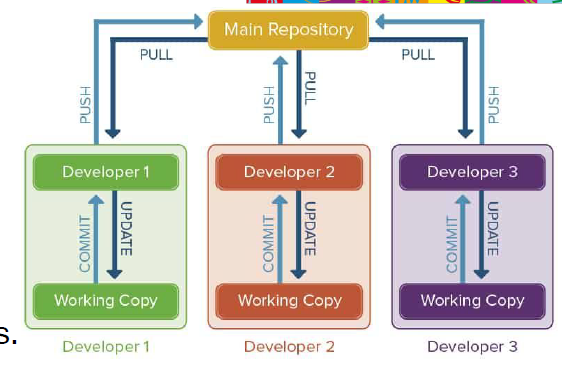 Main Repository
PULL
PULL
PUSH
PUSH
PULL
PUSH
Developer 1
Developer 2
Developer 3
COMMIT
UPDATE
COMMIT
UPDATE
COMMIT
UPDATE
Working Copy
Working Copy
Working Copy
s.
Developer 1
Developer 2
Developer 3